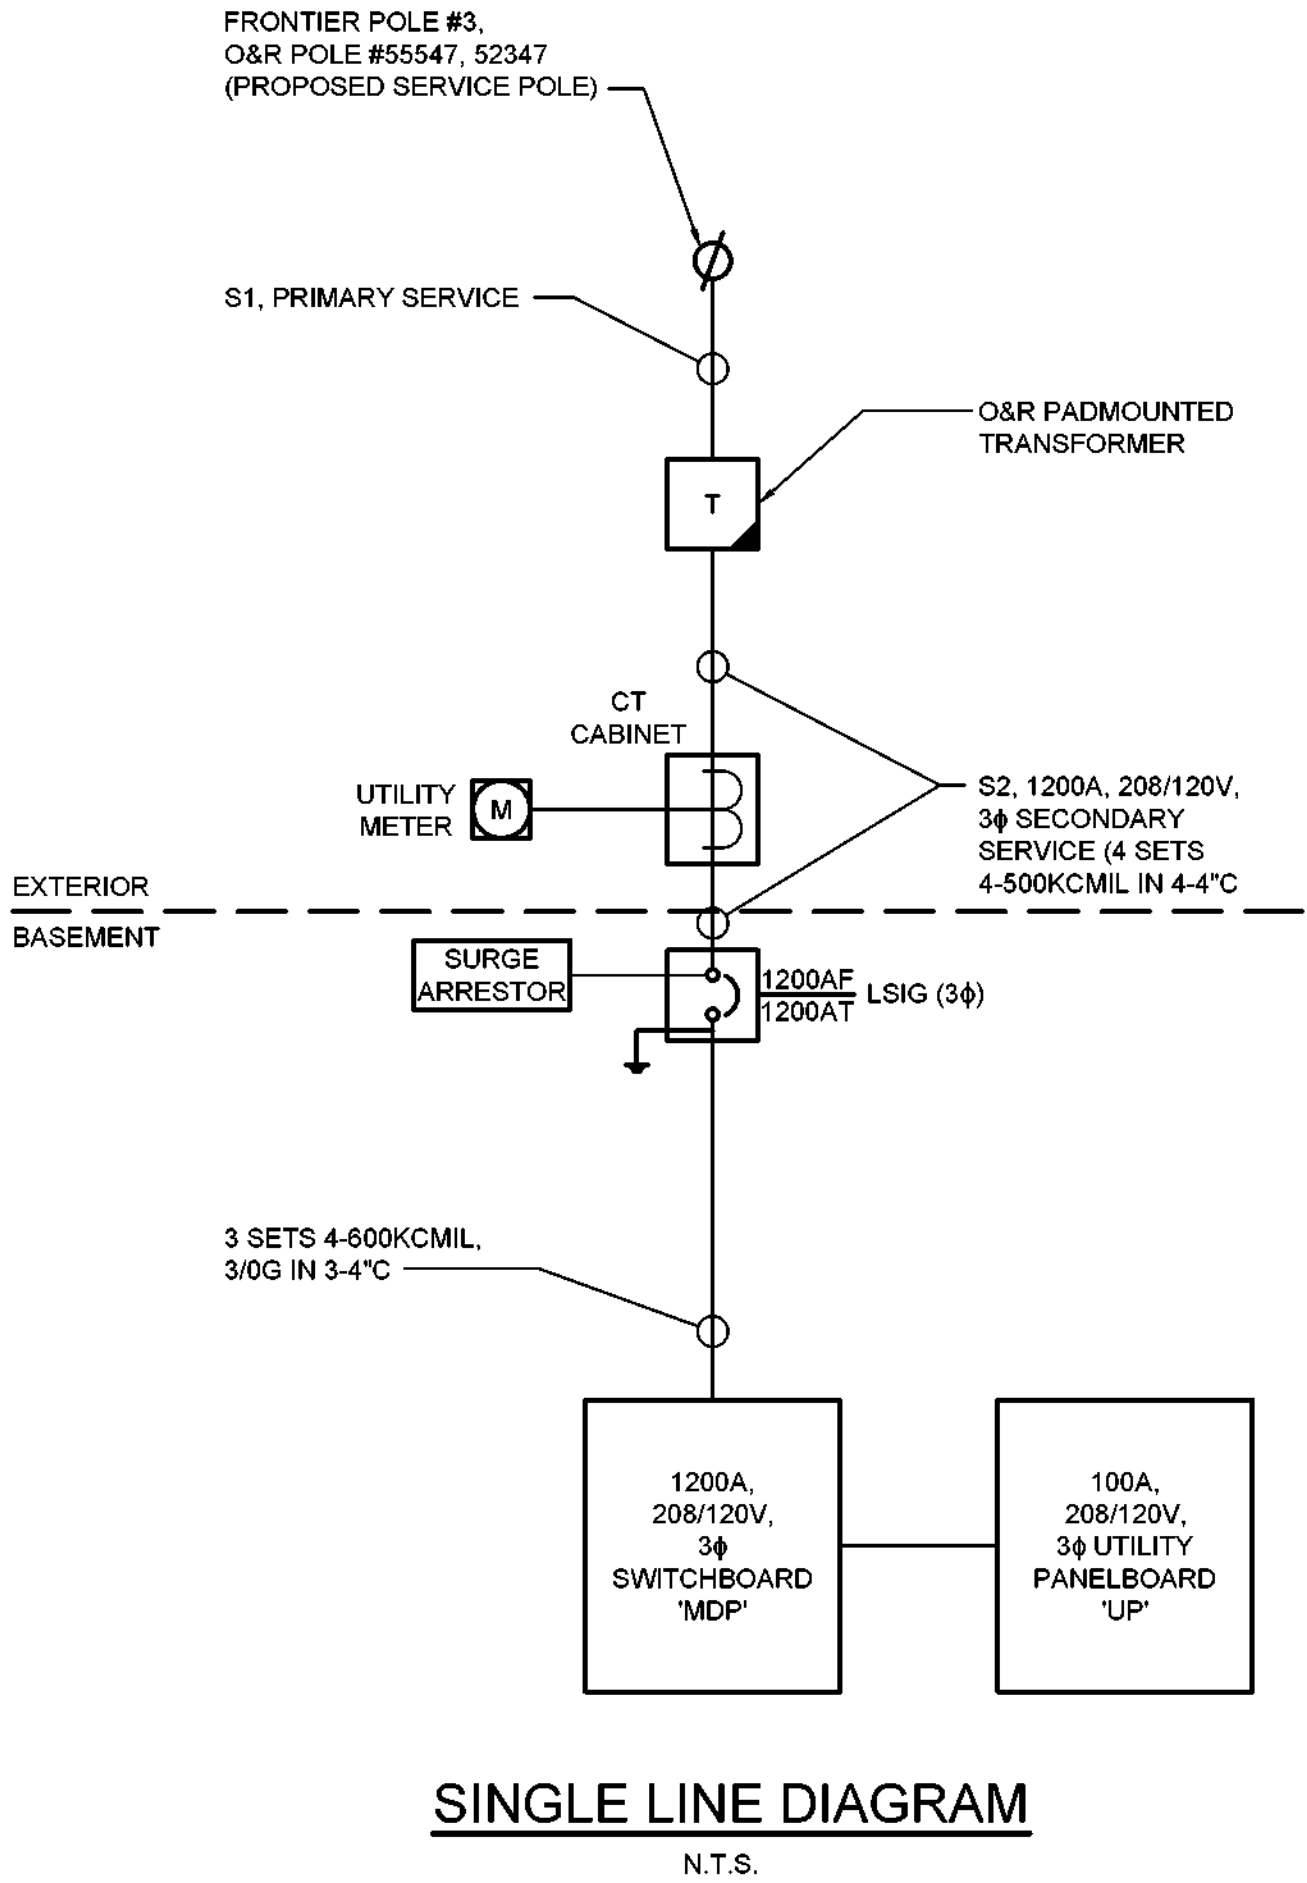 FRONTIER POLE #3,
O&R POLE #55547, 52347
(PROPOSED SERVICE POLE)
S1, PRIMARY SERVICE
O&R PADMOUNTED
TRANSFORMER
T
CT
CABINET
UTILITY
METER
M
S2, 1200A, 208/120V,
3ϕ SECONDARY
SERVICE (4 SETS
4-500KCMIL IN 4-4"C
EXTERIOR
BASEMENT
SURGE
ARRESTOR
1200AF
1200AT
LSIG (3ϕ)
3 SETS 4-600KCMIL,
3/0G IN 3-4"C
1200A,
208/120V,
3ϕ
SWITCHBOARD
'MDP'
100A,
208/120V,
3ϕ UTILITY
PANELBOARD
'UP'
SINGLE LINE DIAGRAM
N.T.S.